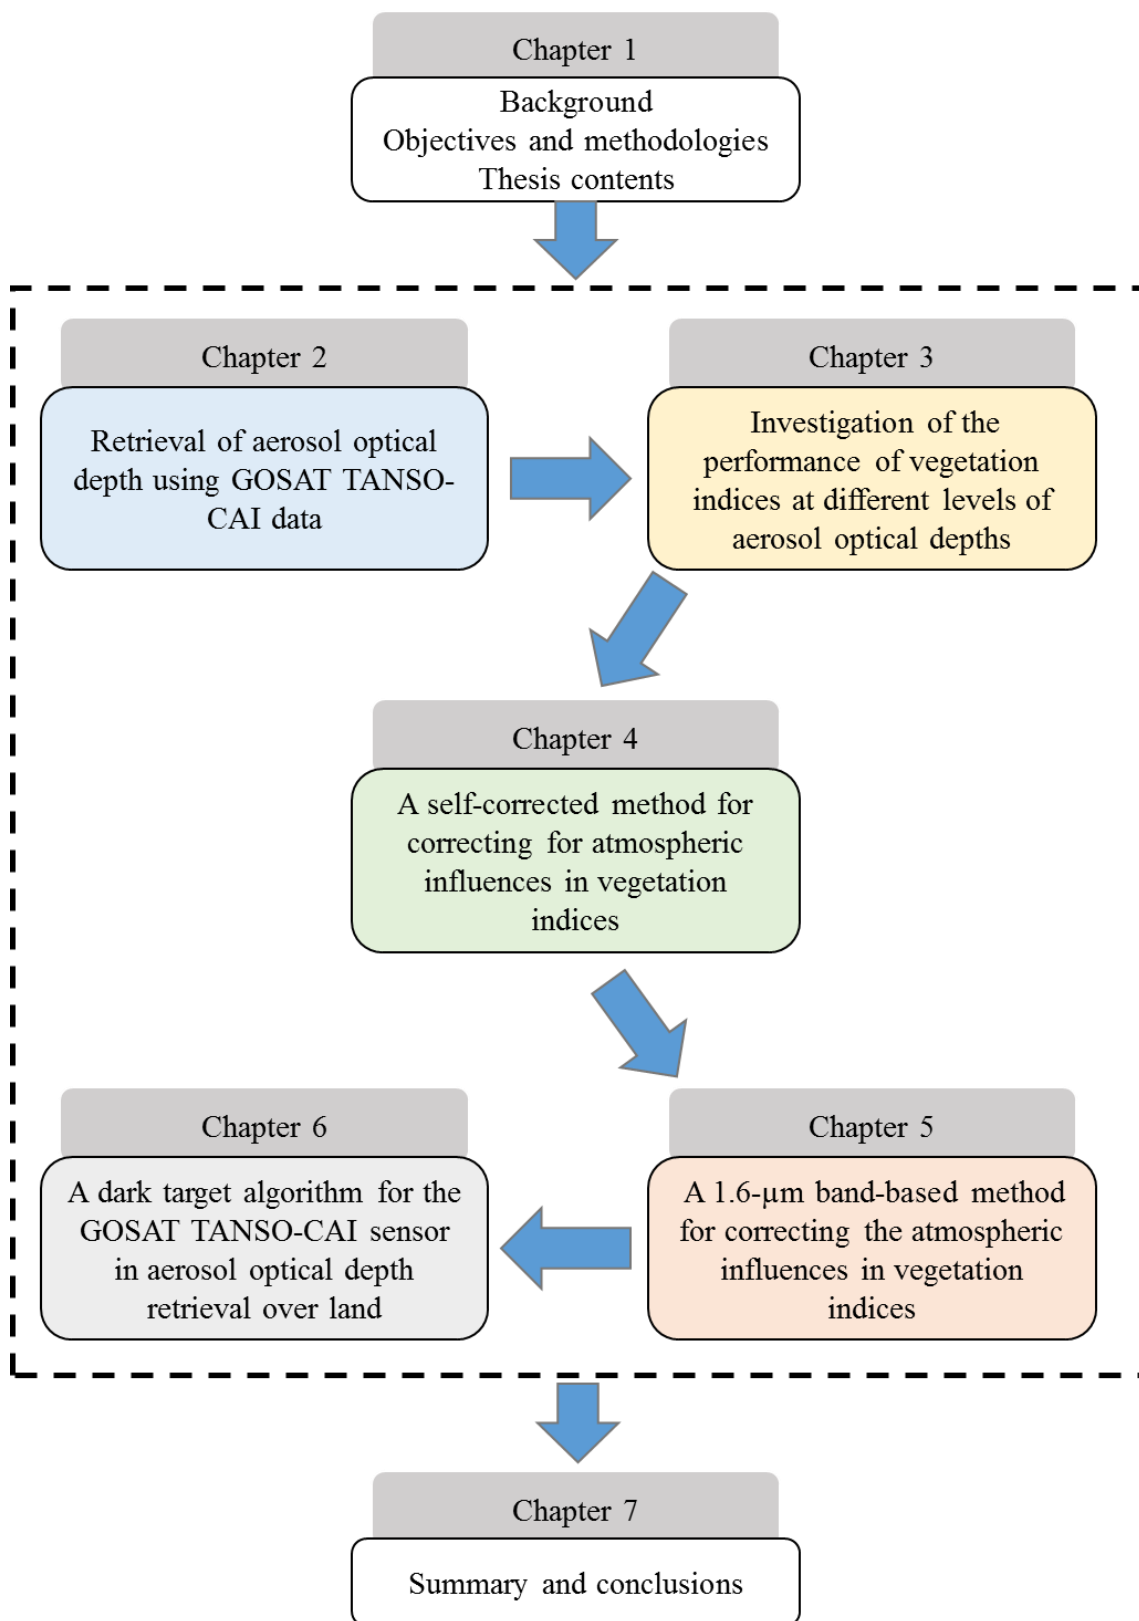 Chapter 1
Background
Objectives and methodologies
Thesis contents
Chapter 2
Retrieval of aerosol optical
depth using GOSAT TANSO-
CAI data
Chapter 3
Investigation of the
performance of vegetation
indices at different levels of
aerosol optical depths
Chapter 4
A self-corrected method for
correcting for atmospheric
influences in vegetation
indices
Chapter 5
A 1.6-μm band-based method
for correcting the atmospheric
influences in vegetation
indices
Chapter 6
A dark target algorithm for the
GOSAT TANSO-CAI sensor
in aerosol optical depth
retrieval over land
Chapter 7
Summary and conclusions